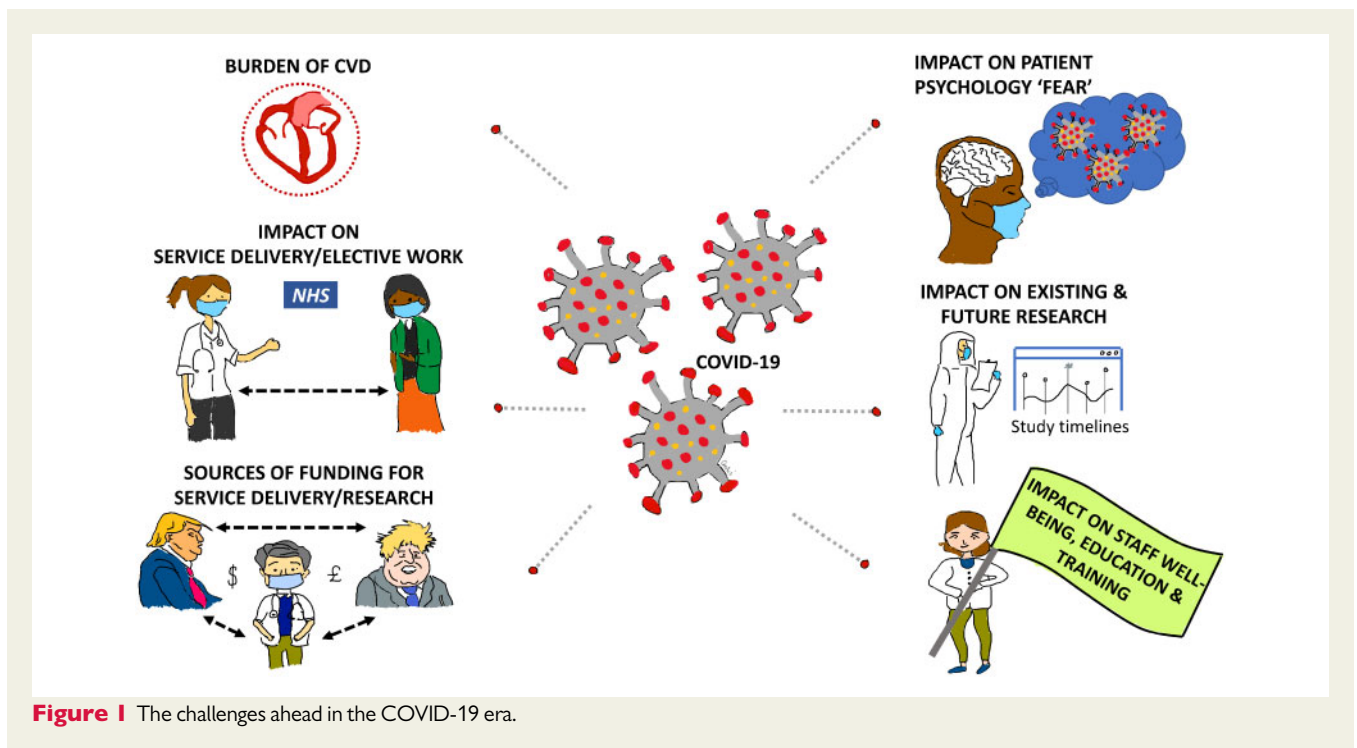 BURDEN OF CVD
IMPACT ON
SERVICE DELIVERY/ELECTIVE WORK
NHS
SOURCES OF FUNDING FOR
SERVICE DELIVERY/RESEARCH
$
£
COVID-19
IMPACT ON PATIENT
PSYCHOLOGY ‘FEAR’
IMPACT ON EXISTING &
FUTURE RESEARCH
Study timelines
IMPACT ON STAFF WELL-
BEING, EDUCATION &
TRAINING
Figure 1 The challenges ahead in the COVID-19 era.